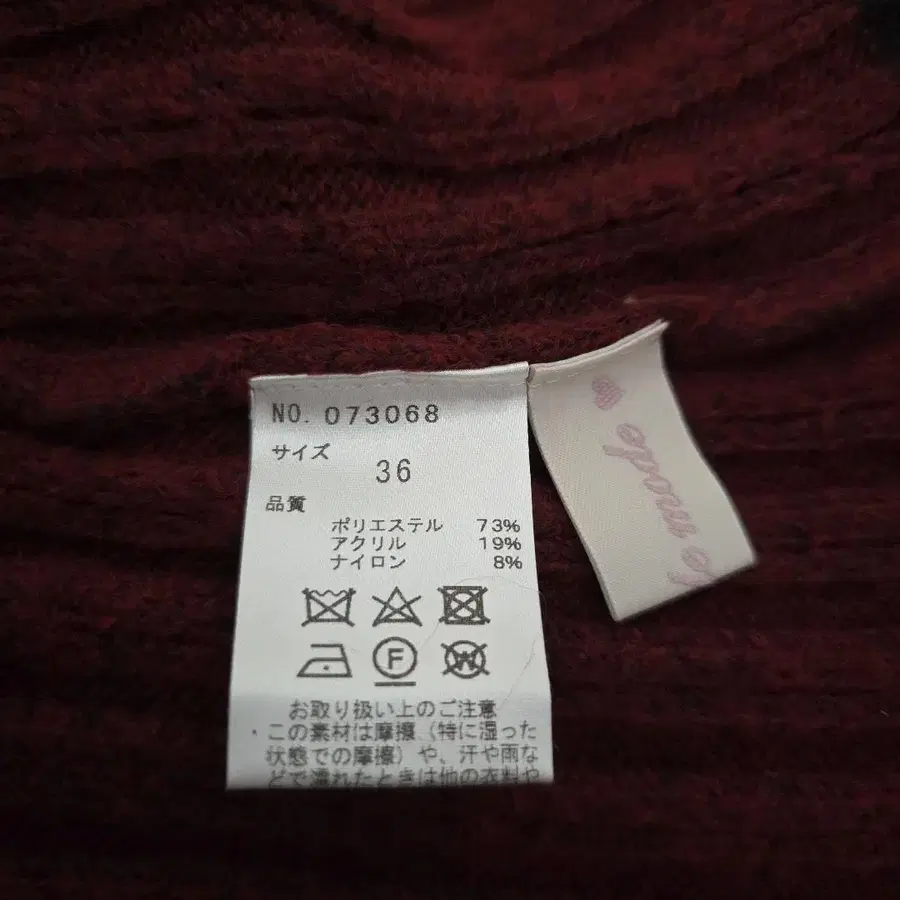 NO. 073068
サイズ
36
品質
ポリエステル 73%
アクリル 19%
ナイロン 8%
F
W
お取り扱い上のご注意
・この素材は摩擦（特に湿った
状態での摩擦）や、汗や雨な
どで濡れたときは他の衣料や
de mode